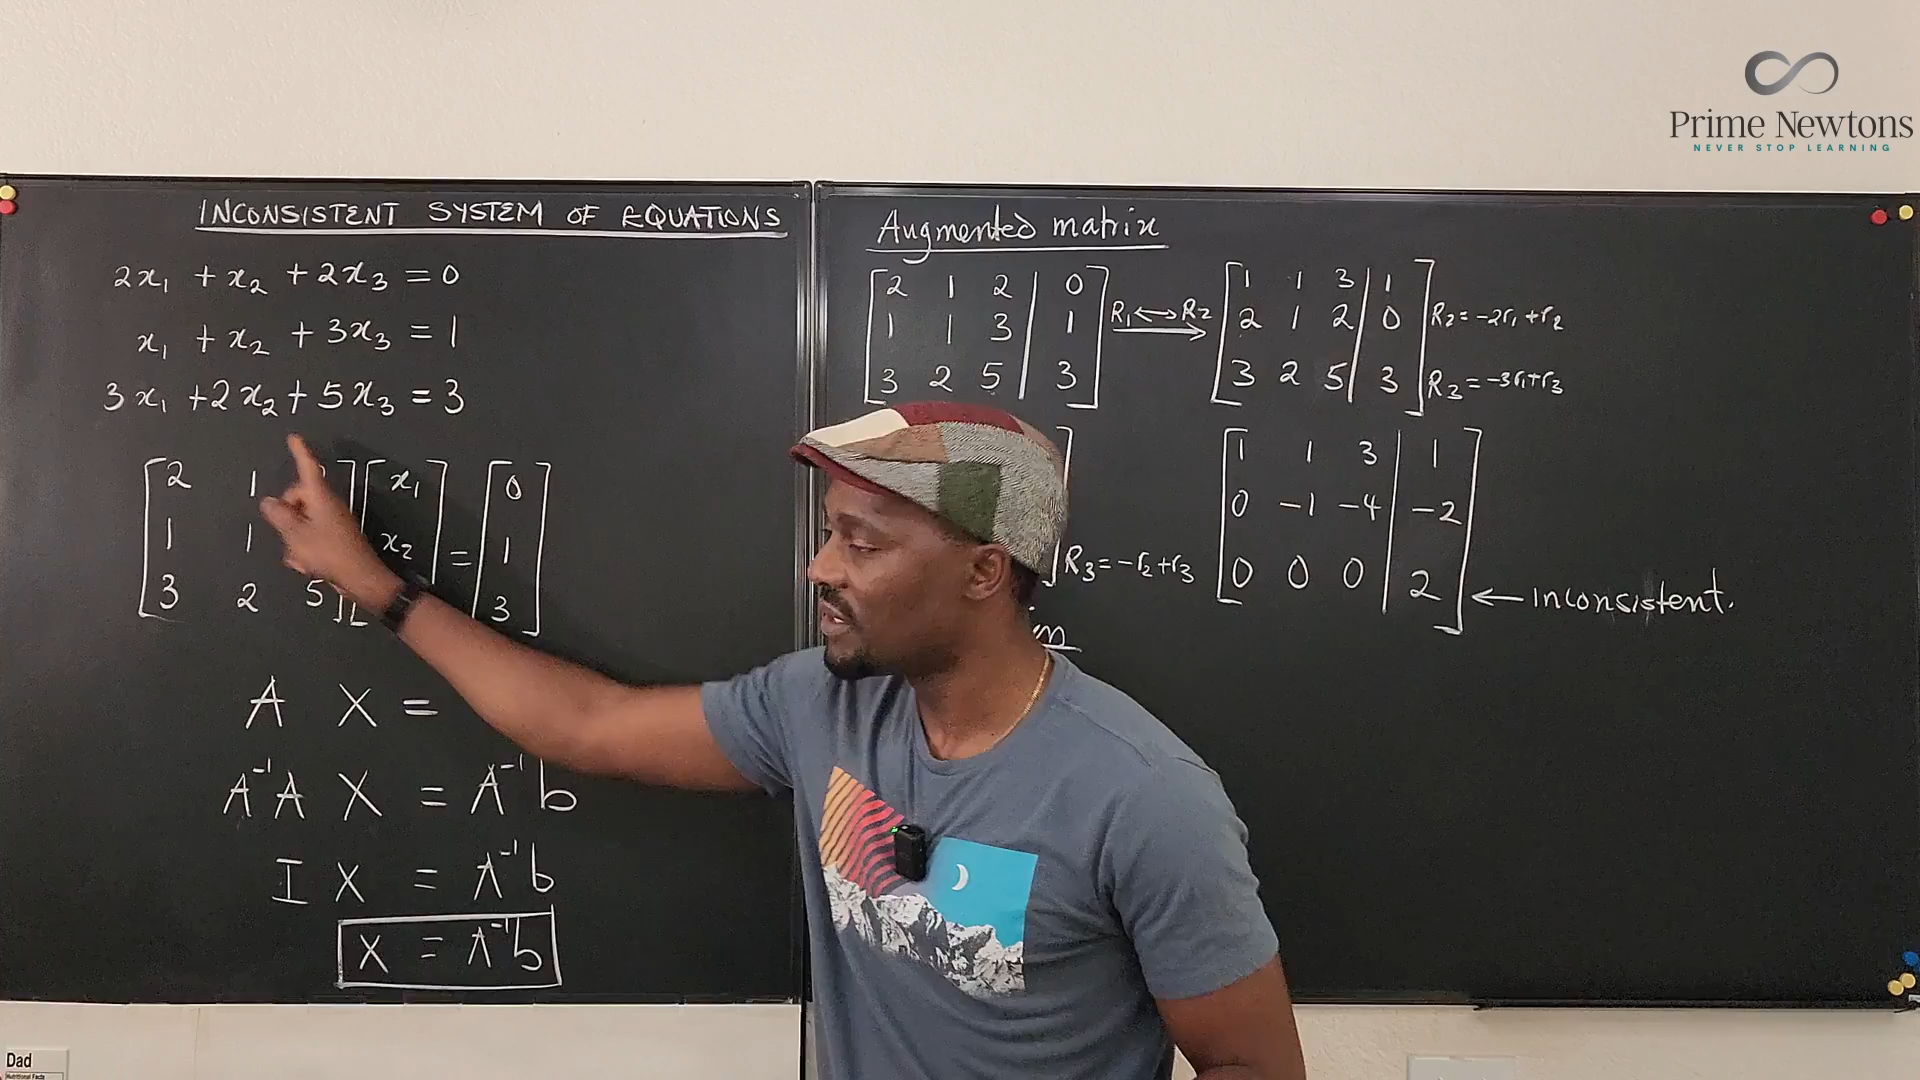 Prime Newtons
NEVER STOP LEARNING
INCONSISTENT SYSTEM OF EQUATIONS
2x₁ + x₂ + 2x₃ = 0
x₁ + x₂ + 3x₃ = 1
3x₁ + 2x₂ + 5x₃ = 3
2 1 x₁ 0
1 1 x₂ = 1
3 2 5 3
A X =
A⁻¹A X = A⁻¹b
I X = A⁻¹b
X = A⁻¹b
Augmented matrix
2 1 2 | 0
1 1 3 | 1
3 2 5 | 3
R₁ ↔ R₂
1 1 3 | 1
2 1 2 | 0 R₂ = -2r₁ + r₂
3 2 5 | 3 R₃ = -3r₁ + r₃
R₃ = -r₂ + r₃
1 1 3 | 1
0 -1 -4 | -2
0 0 0 | 2 ← Inconsistent.
Dad